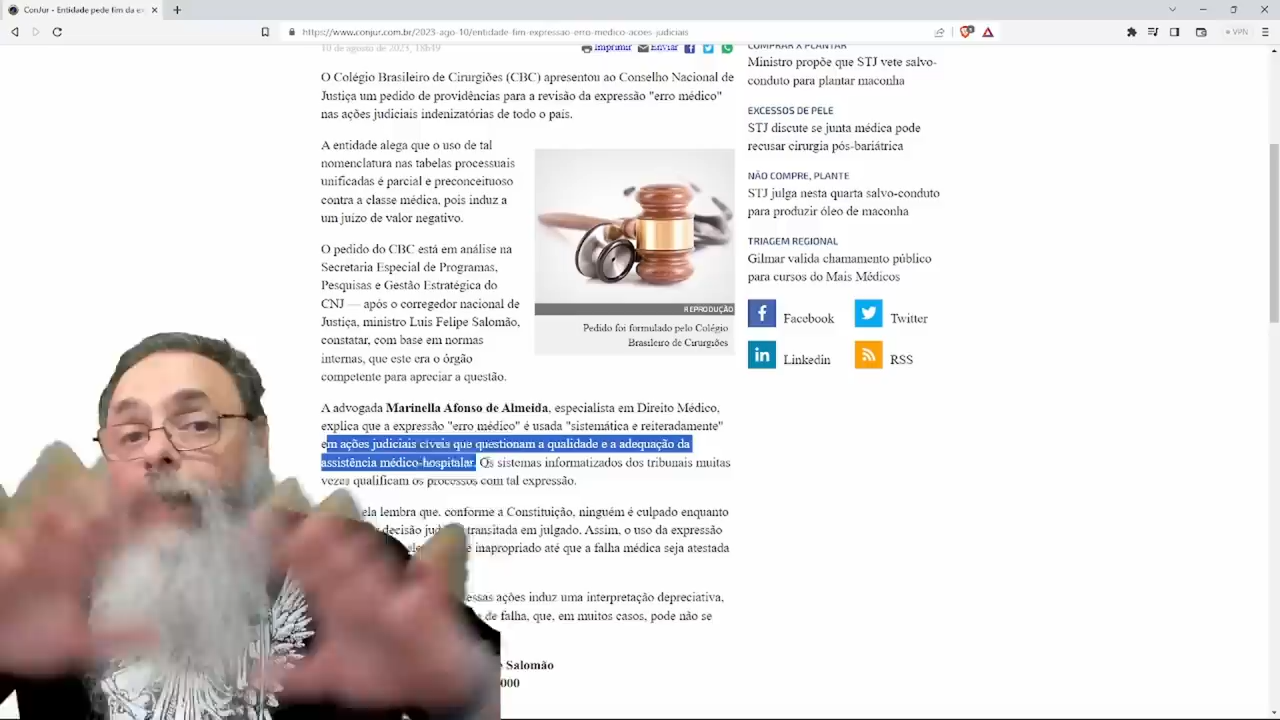 ConJur - Entidade pede fim da ex
https://www.conjur.com.br/2023-ago-10/entidade-fim-expressao-erro-medico-acoes-judiciais
VPN
10 de agosto de 2023, 18h49
Imprimir
Enviar
O Colégio Brasileiro de Cirurgiões (CBC) apresentou ao Conselho Nacional de
Justiça um pedido de providências para a revisão da expressão "erro médico"
nas ações judiciais indenizatórias de todo o país.
A entidade alega que o uso de tal
nomenclatura nas tabelas processuais
unificadas é parcial e preconceituoso
contra a classe médica, pois induz a
um juízo de valor negativo.
O pedido do CBC está em análise na
Secretaria Especial de Programas,
Pesquisas e Gestão Estratégica do
CNJ — após o corregedor nacional de
Justiça, ministro Luis Felipe Salomão,
constatar, com base em normas
internas, que este era o órgão
competente para apreciar a questão.
REPRODUÇÃO
Pedido foi formulado pelo Colégio
Brasileiro de Cirurgiões
A advogada Marinella Afonso de Almeida, especialista em Direito Médico,
explica que a expressão "erro médico" é usada "sistemática e reiteradamente"
em ações judiciais cíveis que questionam a qualidade e a adequação da
assistência médico-hospitalar. Os sistemas informatizados dos tribunais muitas
vezes qualificam os processos com tal expressão.
ela lembra que, conforme a Constituição, ninguém é culpado enquanto
decisão transitada em julgado. Assim, o uso da expressão
inapropriado até que a falha médica seja atestada
essas ações induz uma interpretação depreciativa,
de falha, que, em muitos casos, pode não se
Salomão
000
COMPRAR X PLANTAR
Ministro propõe que STJ vete salvo-
conduto para plantar maconha
EXCESSOS DE PELE
STJ discute se junta médica pode
recusar cirurgia pós-bariátrica
NÃO COMPRE, PLANTE
STJ julga nesta quarta salvo-conduto
para produzir óleo de maconha
TRIAGEM REGIONAL
Gilmar valida chamamento público
para cursos do Mais Médicos
Facebook
Twitter
Linkedin
RSS